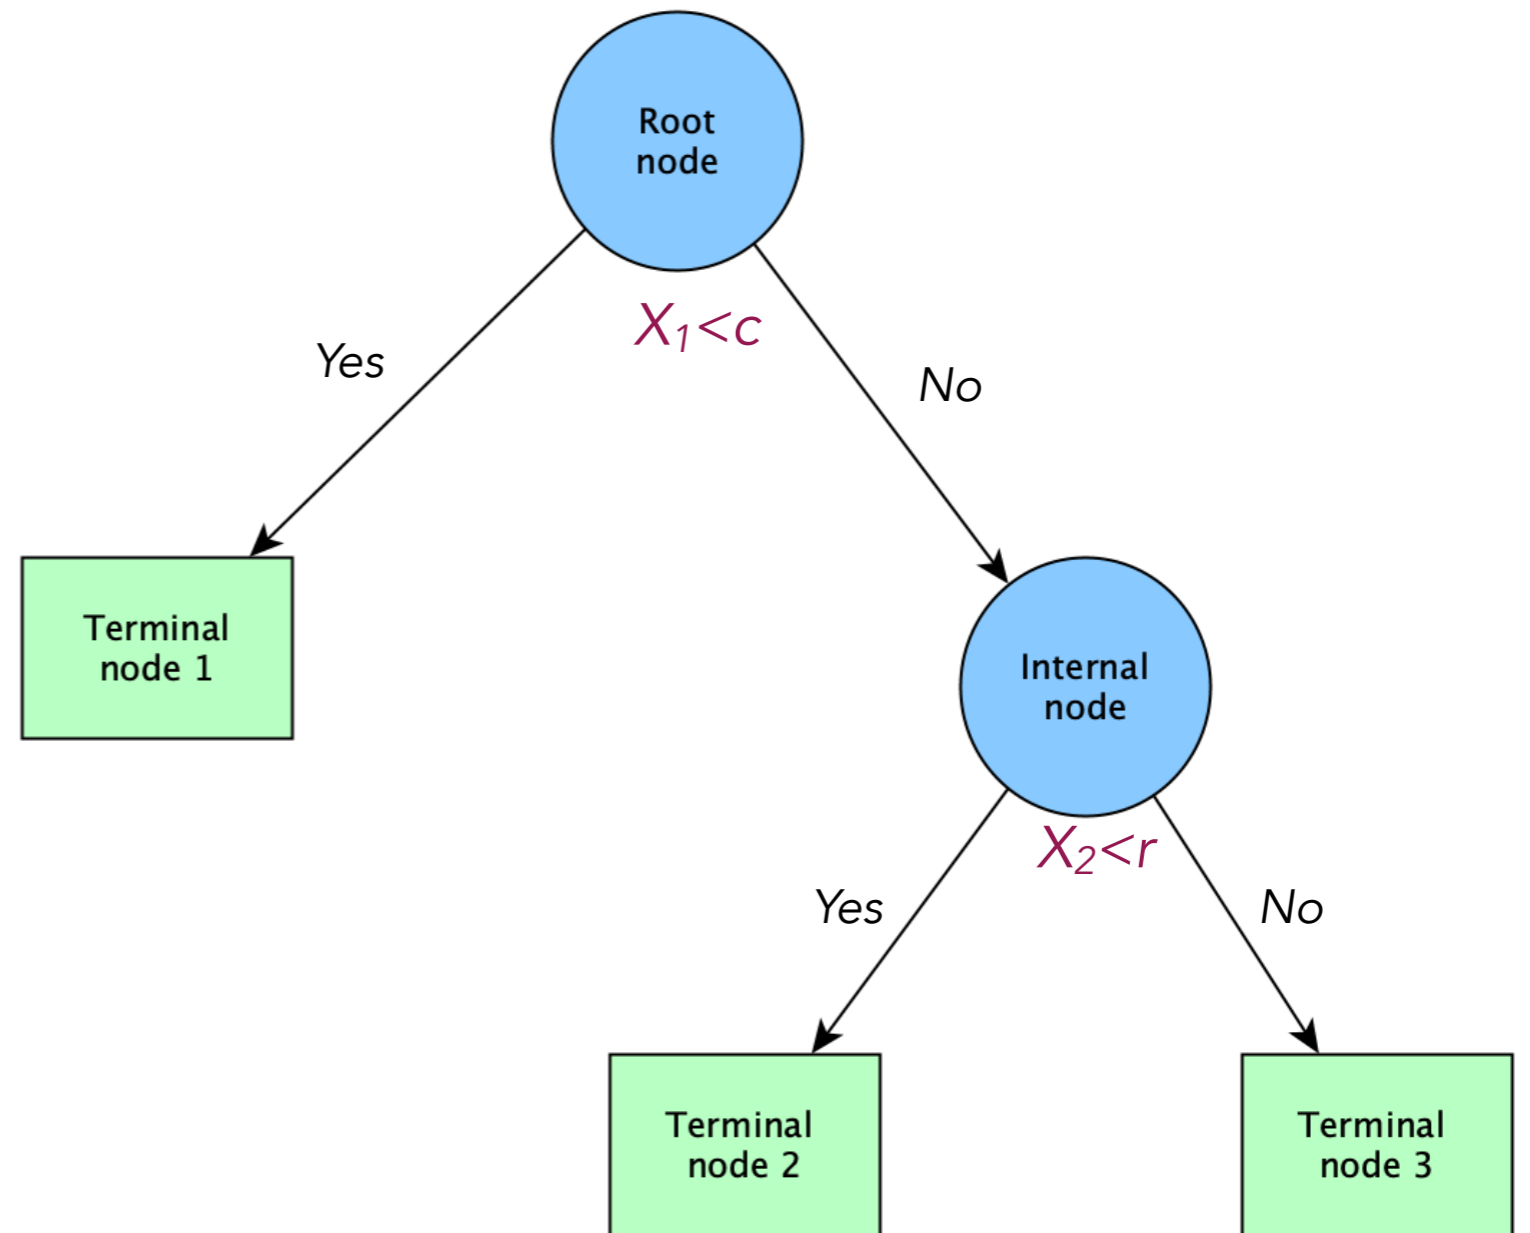 Root
node
X₁<c
Yes
No
Terminal
node 1
Internal
node
X₂<r
Yes
No
Terminal
node 2
Terminal
node 3